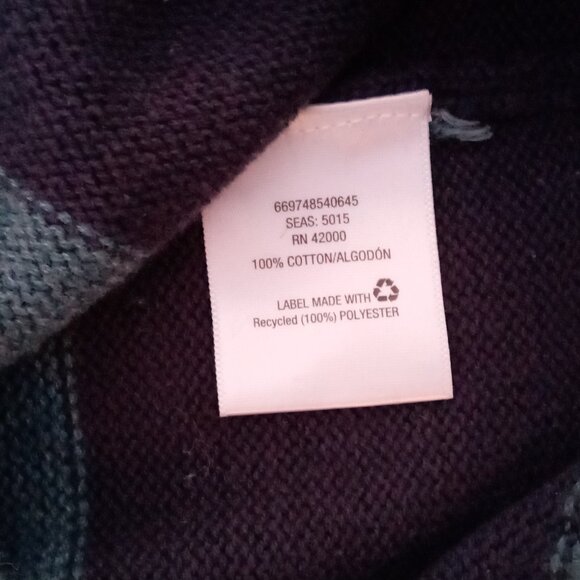 669748540645
SEAS: 5015
RN 42000
100% COTTON/ALGODÓN
LABEL MADE WITH
Recycled (100%) POLYESTER